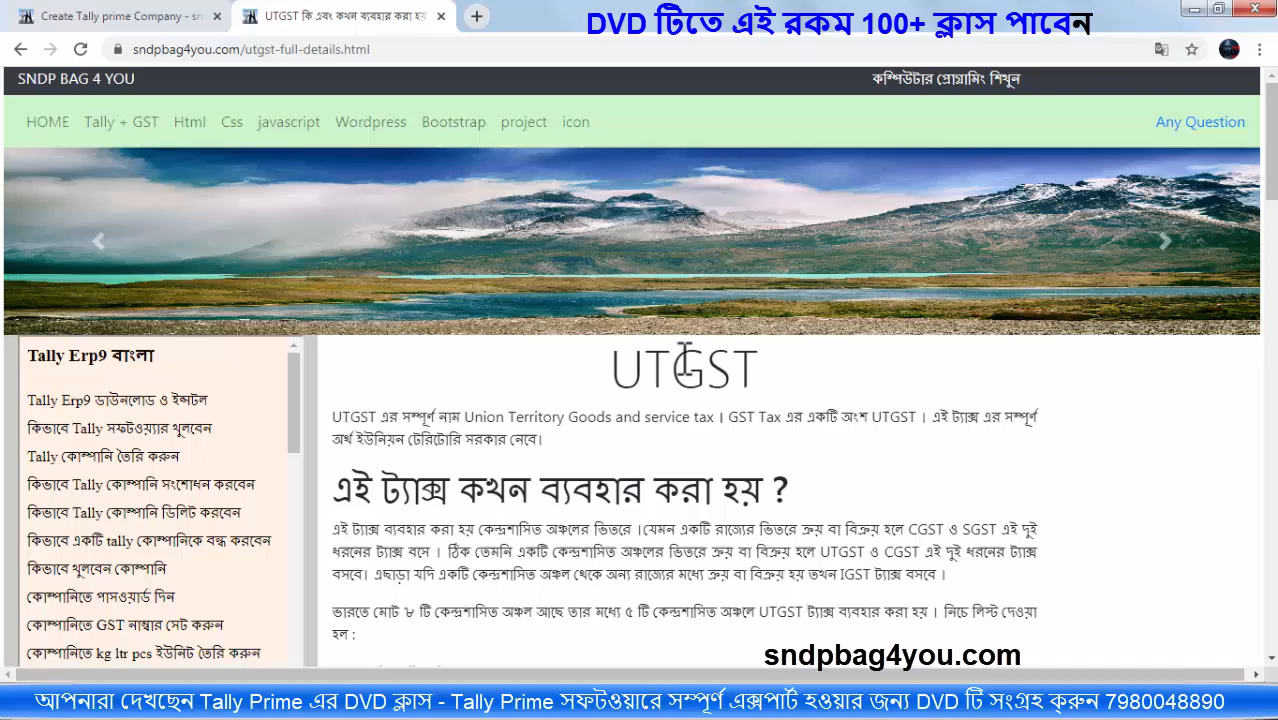 Create Tally prime Company - sn
UTGST কি এবং কখন ব্যবহার করা হয়
DVD টিতে এই রকম 100+ ক্লাস পাবেন
sndpbag4you.com/utgst-full-details.html
SNDP BAG 4 YOU
কম্পিউটার প্রোগ্রামিং শিখুন
HOME Tally + GST Html Css javascript Wordpress Bootstrap project icon Any Question
Tally Erp9 বাংলা
Tally Erp9 ডাউনলোড ও ইন্সটল
কিভাবে Tally সফটওয়্যার খুলবেন
Tally কোম্পানি তৈরি করুন
কিভাবে Tally কোম্পানি সংশোধন করবেন
কিভাবে Tally কোম্পানি ডিলিট করবেন
কিভাবে একটি tally কোম্পানিকে বন্ধ করবেন
কিভাবে খুলবেন কোম্পানি
কোম্পানিতে পাসওয়ার্ড দিন
কোম্পানিতে GST নাম্বার সেট করুন
কোম্পানিতে kg ltr pcs ইউনিট তৈরি করুন
UTGST
UTGST এর সম্পূর্ণ নাম Union Territory Goods and service tax । GST Tax এর একটি অংশ UTGST । এই ট্যাক্স এর সম্পূর্ণ
অর্থ ইউনিয়ন টেরিটোরি সরকার নেবে।
এই ট্যাক্স কখন ব্যবহার করা হয় ?
এই ট্যাক্স ব্যবহার করা হয় কেন্দ্রশাসিত অঞ্চলের ভিতরে ।যেমন একটি রাজ্যের ভিতরে ক্রয় বা বিক্রয় হলে CGST ও SGST এই দুই
ধরনের ট্যাক্স বসে । ঠিক তেমনি একটি কেন্দ্রশাসিত অঞ্চলের ভিতরে ক্রয় বা বিক্রয় হলে UTGST ও CGST এই দুই ধরনের ট্যাক্স
বসবে। এছাড়া যদি একটি কেন্দ্রশাসিত অঞ্চল থেকে অন্য রাজ্যের মধ্যে ক্রয় বা বিক্রয় হয় তখন IGST ট্যাক্স বসবে ।
ভারতে মোট ৮ টি কেন্দ্রশাসিত অঞ্চল আছে তার মধ্যে ৫ টি কেন্দ্রশাসিত অঞ্চলে UTGST ট্যাক্স ব্যবহার করা হয় । নিচে লিস্ট দেওয়া
হল :
sndpbag4you.com
আপনারা দেখছেন Tally Prime এর DVD ক্লাস - Tally Prime সফটওয়ারে সম্পূর্ণ এক্সপার্ট হওয়ার জন্য DVD টি সংগ্রহ করুন 7980048890